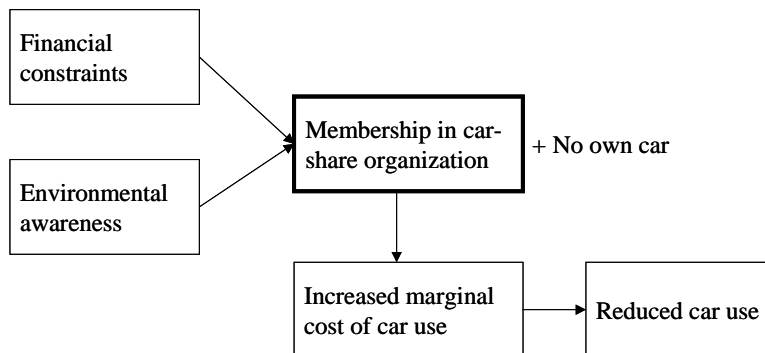 Financial
constraints
Membership in car-
share organization
+ No own car
Environmental
awareness
Increased marginal
cost of car use
Reduced car use